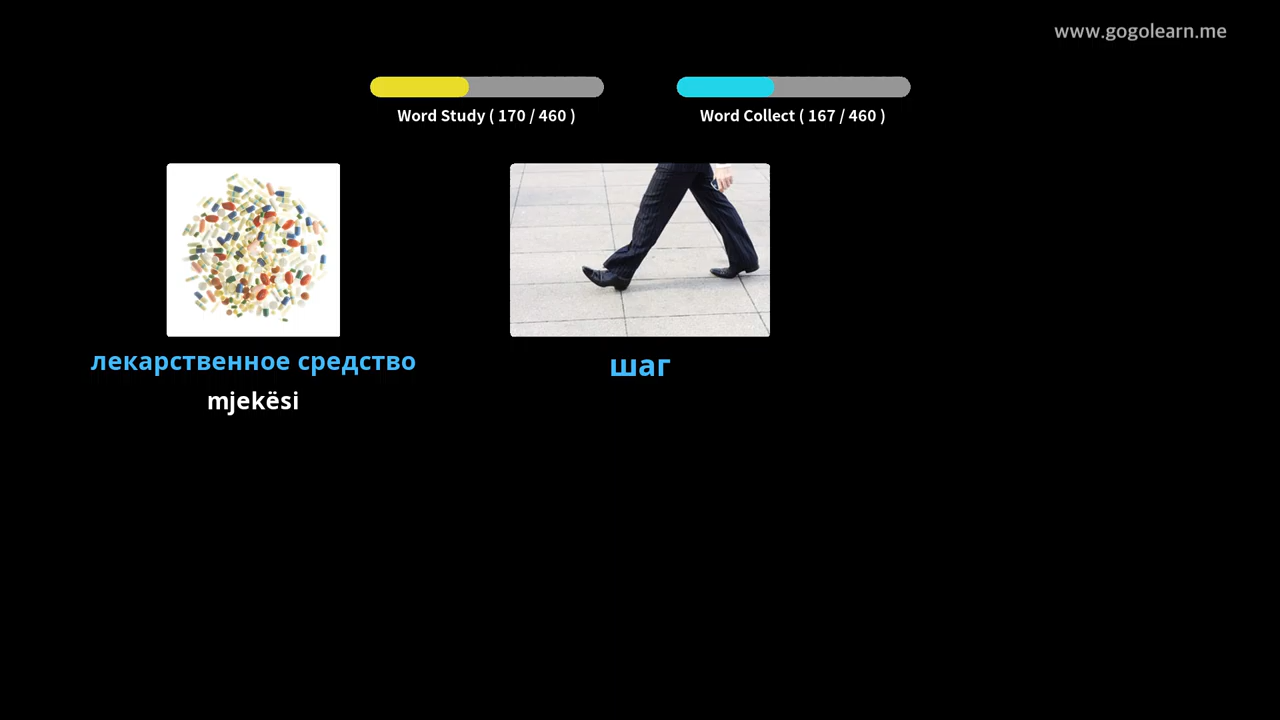 www.gogolearn.me
Word Study ( 170 / 460 )
Word Collect ( 167 / 460 )
лекарственное средство
mjekësi
шаг